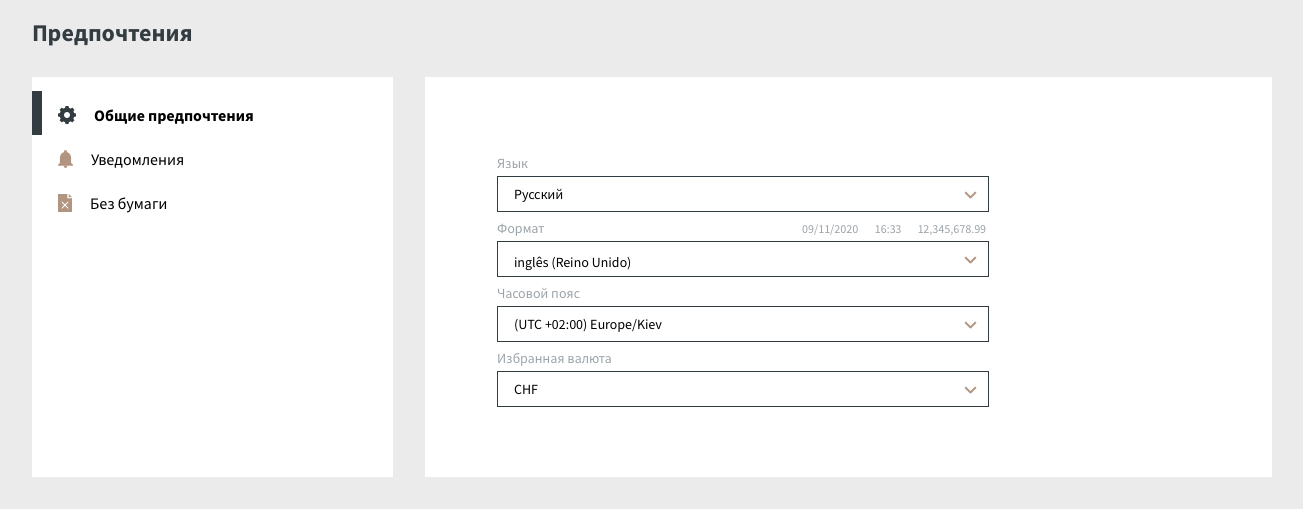 Предпочтения
Общие предпочтения
Уведомления
Без бумаги
Язык
Русский
Формат 09/11/2020 16:33 12,345,678.99
inglês (Reino Unido)
Часовой пояс
(UTC +02:00) Europe/Kiev
Избранная валюта
CHF